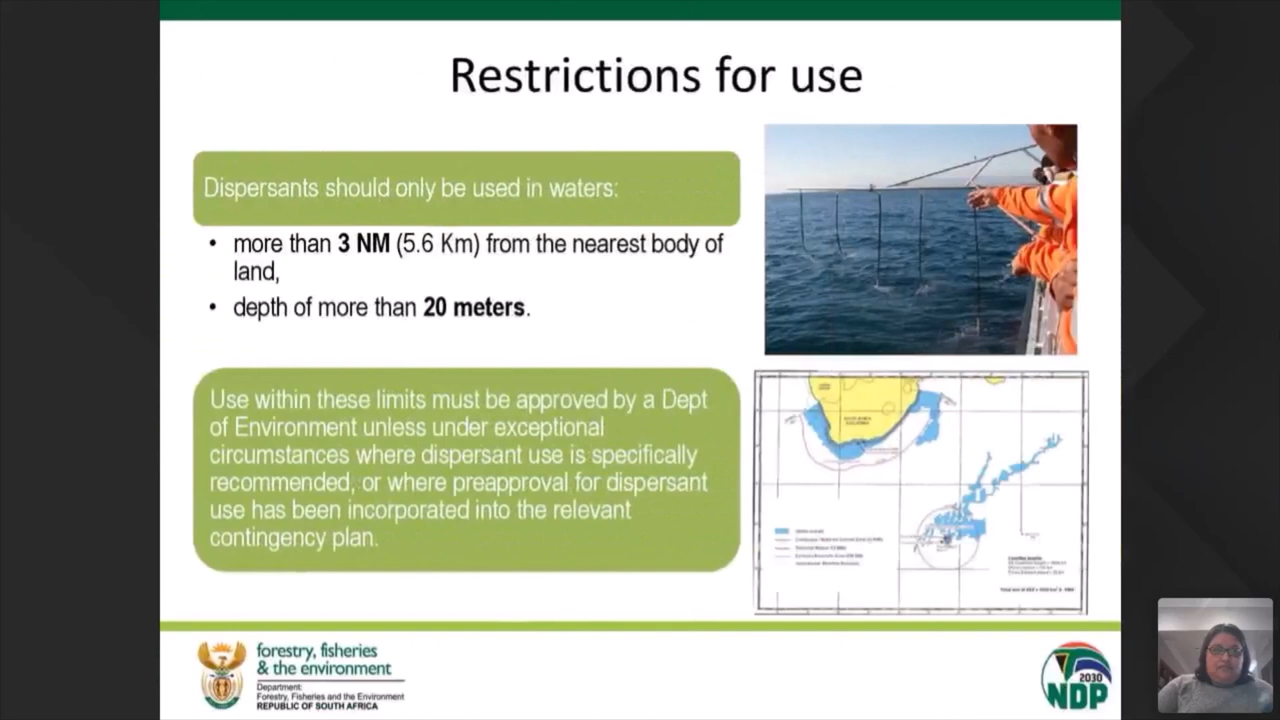 Restrictions for use
Dispersants should only be used in waters:
• more than 3 NM (5.6 Km) from the nearest body of
land,
• depth of more than 20 meters.
Use within these limits must be approved by a Dept
of Environment unless under exceptional
circumstances where dispersant use is specifically
recommended, or where preapproval for dispersant
use has been incorporated into the relevant
contingency plan.
forestry, fisheries
& the environment
Department:
Forestry, Fisheries and the Environment
REPUBLIC OF SOUTH AFRICA
2030
NDP